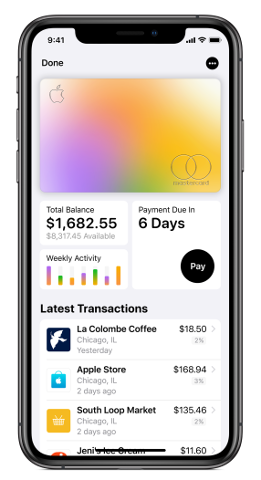 9:41
Done
mastercard
Total Balance
$1,682.55
$8,317.45 Available
Payment Due In
6 Days
Weekly Activity
Pay
Latest Transactions
La Colombe Coffee
$18.50
Chicago, IL
2%
Yesterday
Apple Store
$168.94
Chicago, IL
3%
2 days ago
South Loop Market
$135.46
Chicago, IL
2%
2 days ago
Jeni's Ice Cream
$11.60